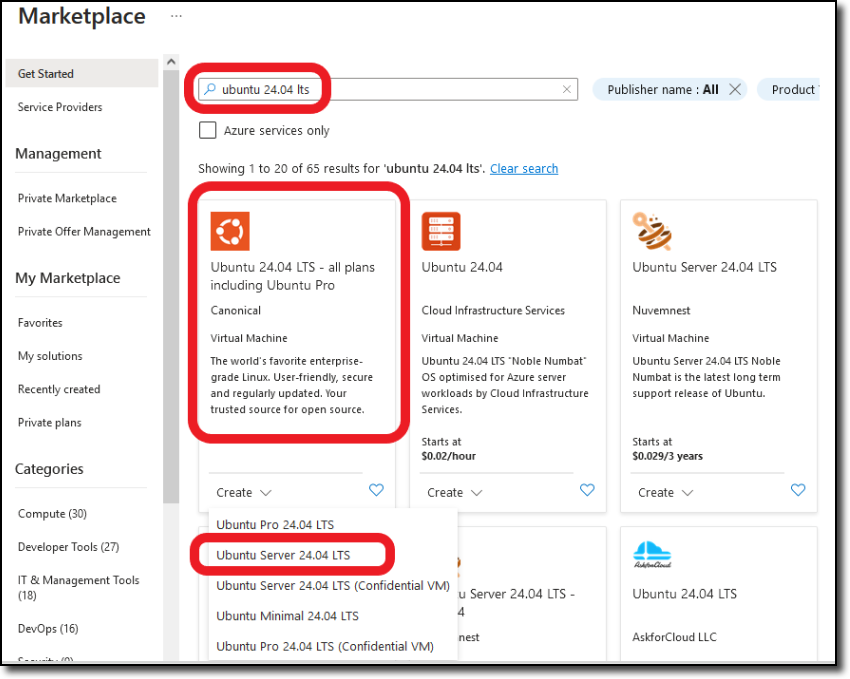 Marketplace ...
Get Started
Service Providers
Management
Private Marketplace
Private Offer Management
My Marketplace
Favorites
My solutions
Recently created
Private plans
Categories
Compute (30)
Developer Tools (27)
IT & Management Tools
(18)
DevOps (16)
Security (9)
ubuntu 24.04 lts
Publisher name : All
Product
Azure services only
Showing 1 to 20 of 65 results for 'ubuntu 24.04 lts'. Clear search
Ubuntu 24.04 LTS - all plans
including Ubuntu Pro
Canonical
Virtual Machine
The world's favorite enterprise-
grade Linux. User-friendly, secure
and regularly updated. Your
trusted source for open source.
Create
Ubuntu Pro 24.04 LTS
Ubuntu Server 24.04 LTS
Ubuntu Server 24.04 LTS (Confidential VM)
Ubuntu Minimal 24.04 LTS
Ubuntu Pro 24.04 LTS (Confidential VM)
Ubuntu 24.04
Cloud Infrastructure Services
Virtual Machine
Ubuntu 24.04 LTS "Noble Numbat"
OS optimised for Azure server
workloads by Cloud Infrastructure
Services.
Starts at
$0.02/hour
Create
Ubuntu Server 24.04 LTS
Nuvemnest
Virtual Machine
Ubuntu Server 24.04 LTS Noble
Numbat is the latest long term
support release of Ubuntu.
Starts at
$0.029/3 years
Create
u Server 24.04 LTS -
4
nest
AskforCloud
Ubuntu 24.04 LTS
AskforCloud LLC